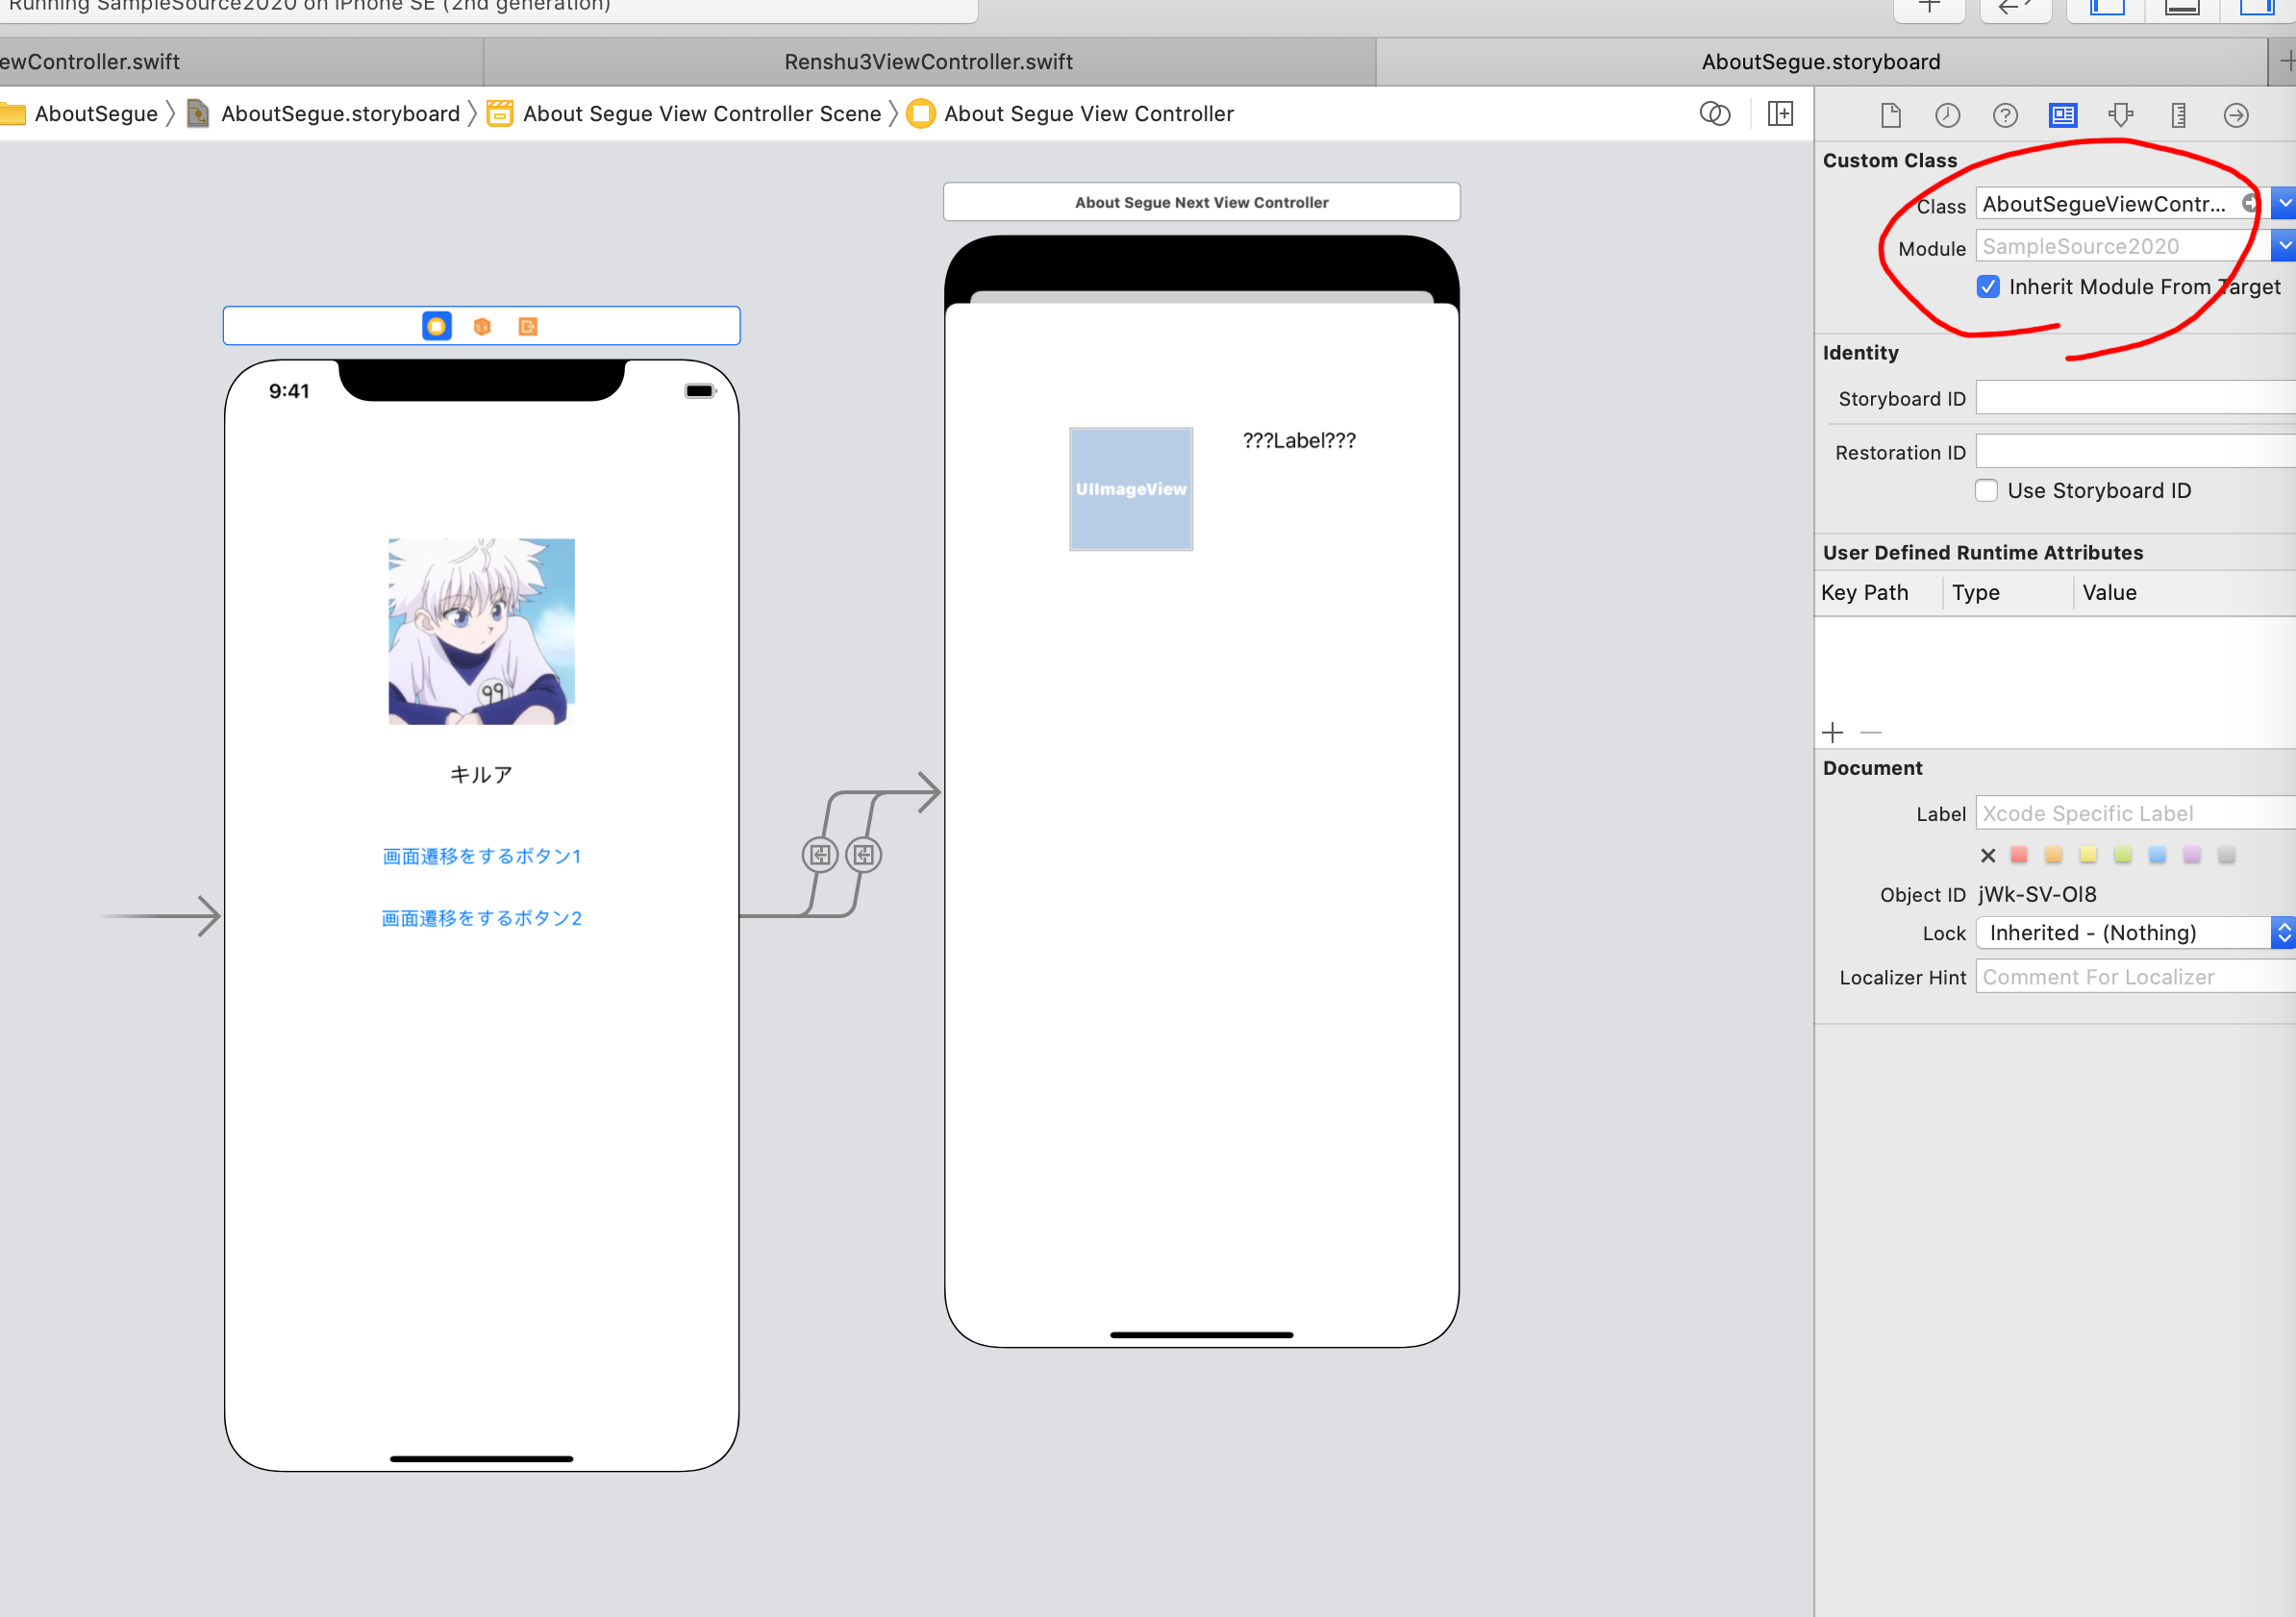 Running SampleSource2020 on iPhone SE (2nd generation)
ewController.swift
Renshu3ViewController.swift
AboutSegue.storyboard
AboutSegue
AboutSegue.storyboard
About Segue View Controller Scene
About Segue View Controller
About Segue Next View Controller
9:41
UIImageView
???Label???
99
キルア
画面遷移をするボタン1
画面遷移をするボタン2
Custom Class
Class AboutSegueViewContr...
Module SampleSource2020
Inherit Module From Target
Identity
Storyboard ID
Restoration ID
Use Storyboard ID
User Defined Runtime Attributes
Key Path Type Value
Document
Label Xcode Specific Label
Object ID jWk-SV-OI8
Lock Inherited - (Nothing)
Localizer Hint Comment For Localizer